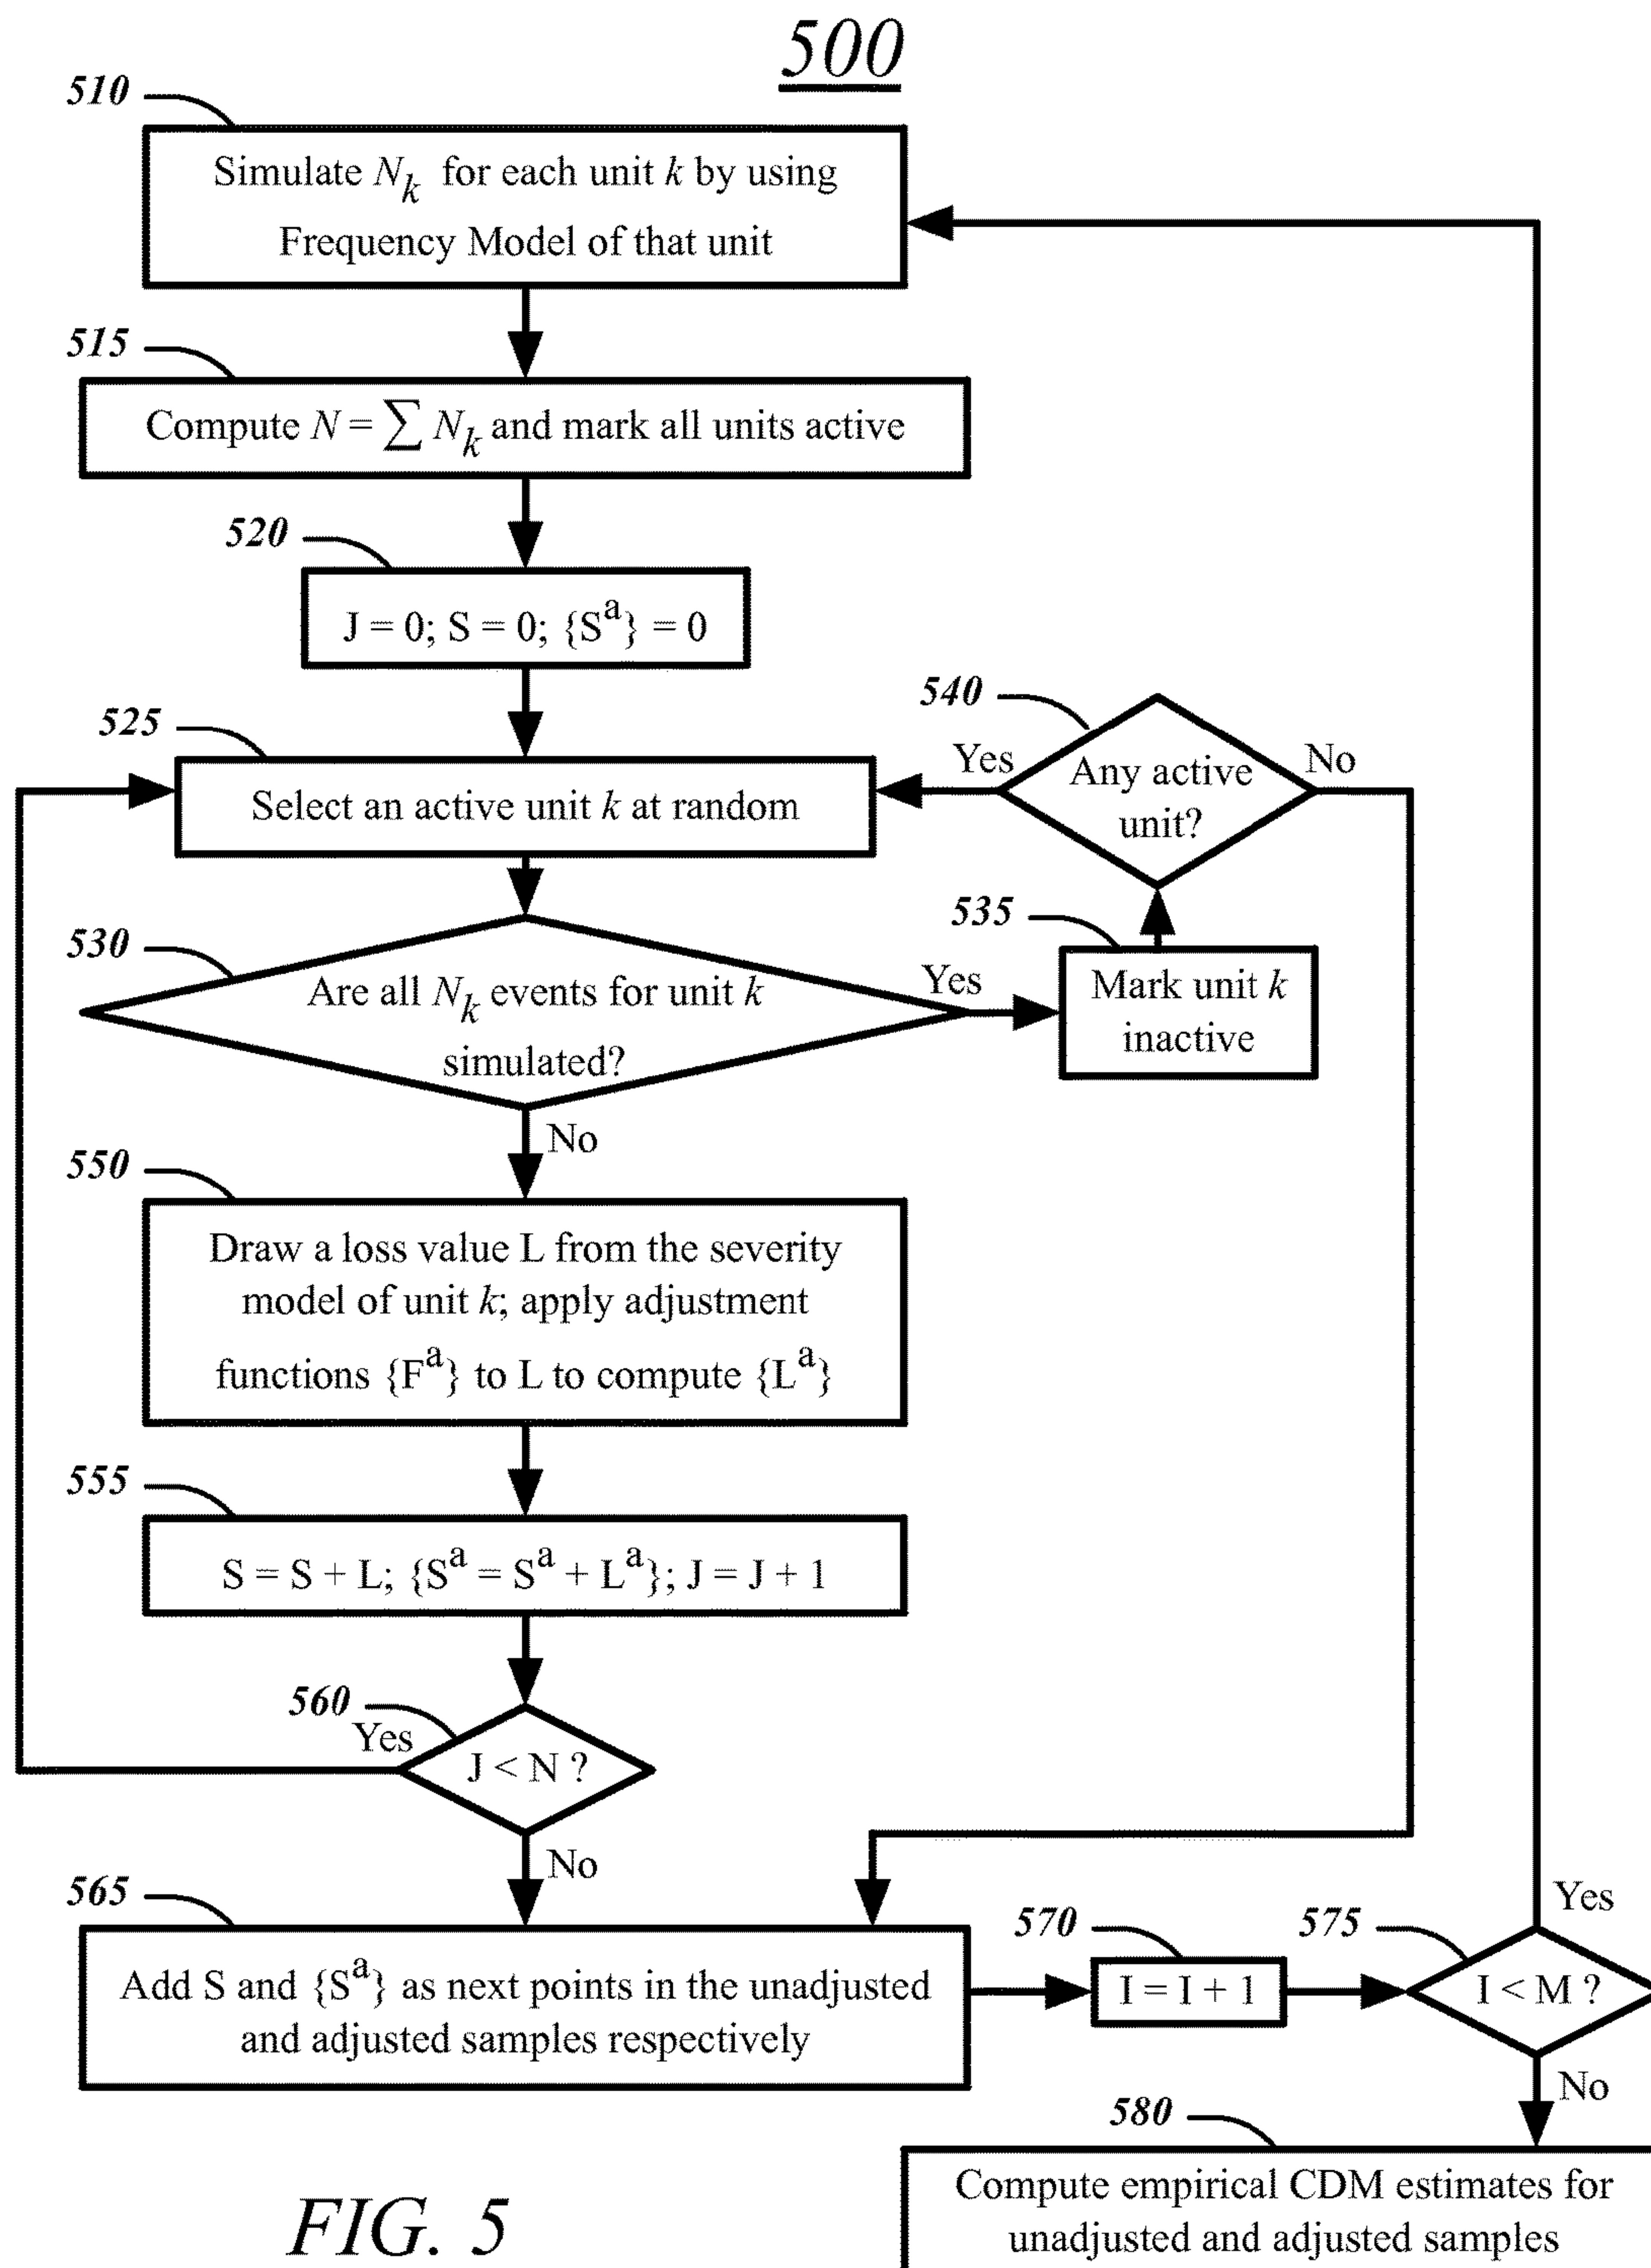 500
510
Simulate N_k for each unit k by using
Frequency Model of that unit
515
Compute N = ∑ N_k and mark all units active
520
J = 0; S = 0; {S^a} = 0
525
Select an active unit k at random
540
Yes
Any active
unit?
No
530
Are all N_k events for unit k
simulated?
Yes
535
Mark unit k
inactive
No
550
Draw a loss value L from the severity
model of unit k; apply adjustment
functions {F^a} to L to compute {L^a}
555
S = S + L; {S^a = S^a + L^a}; J = J + 1
560
Yes
J < N ?
No
565
Add S and {S^a} as next points in the unadjusted
and adjusted samples respectively
570
I = I + 1
575
Yes
I < M ?
No
580
Compute empirical CDM estimates for
unadjusted and adjusted samples
FIG. 5